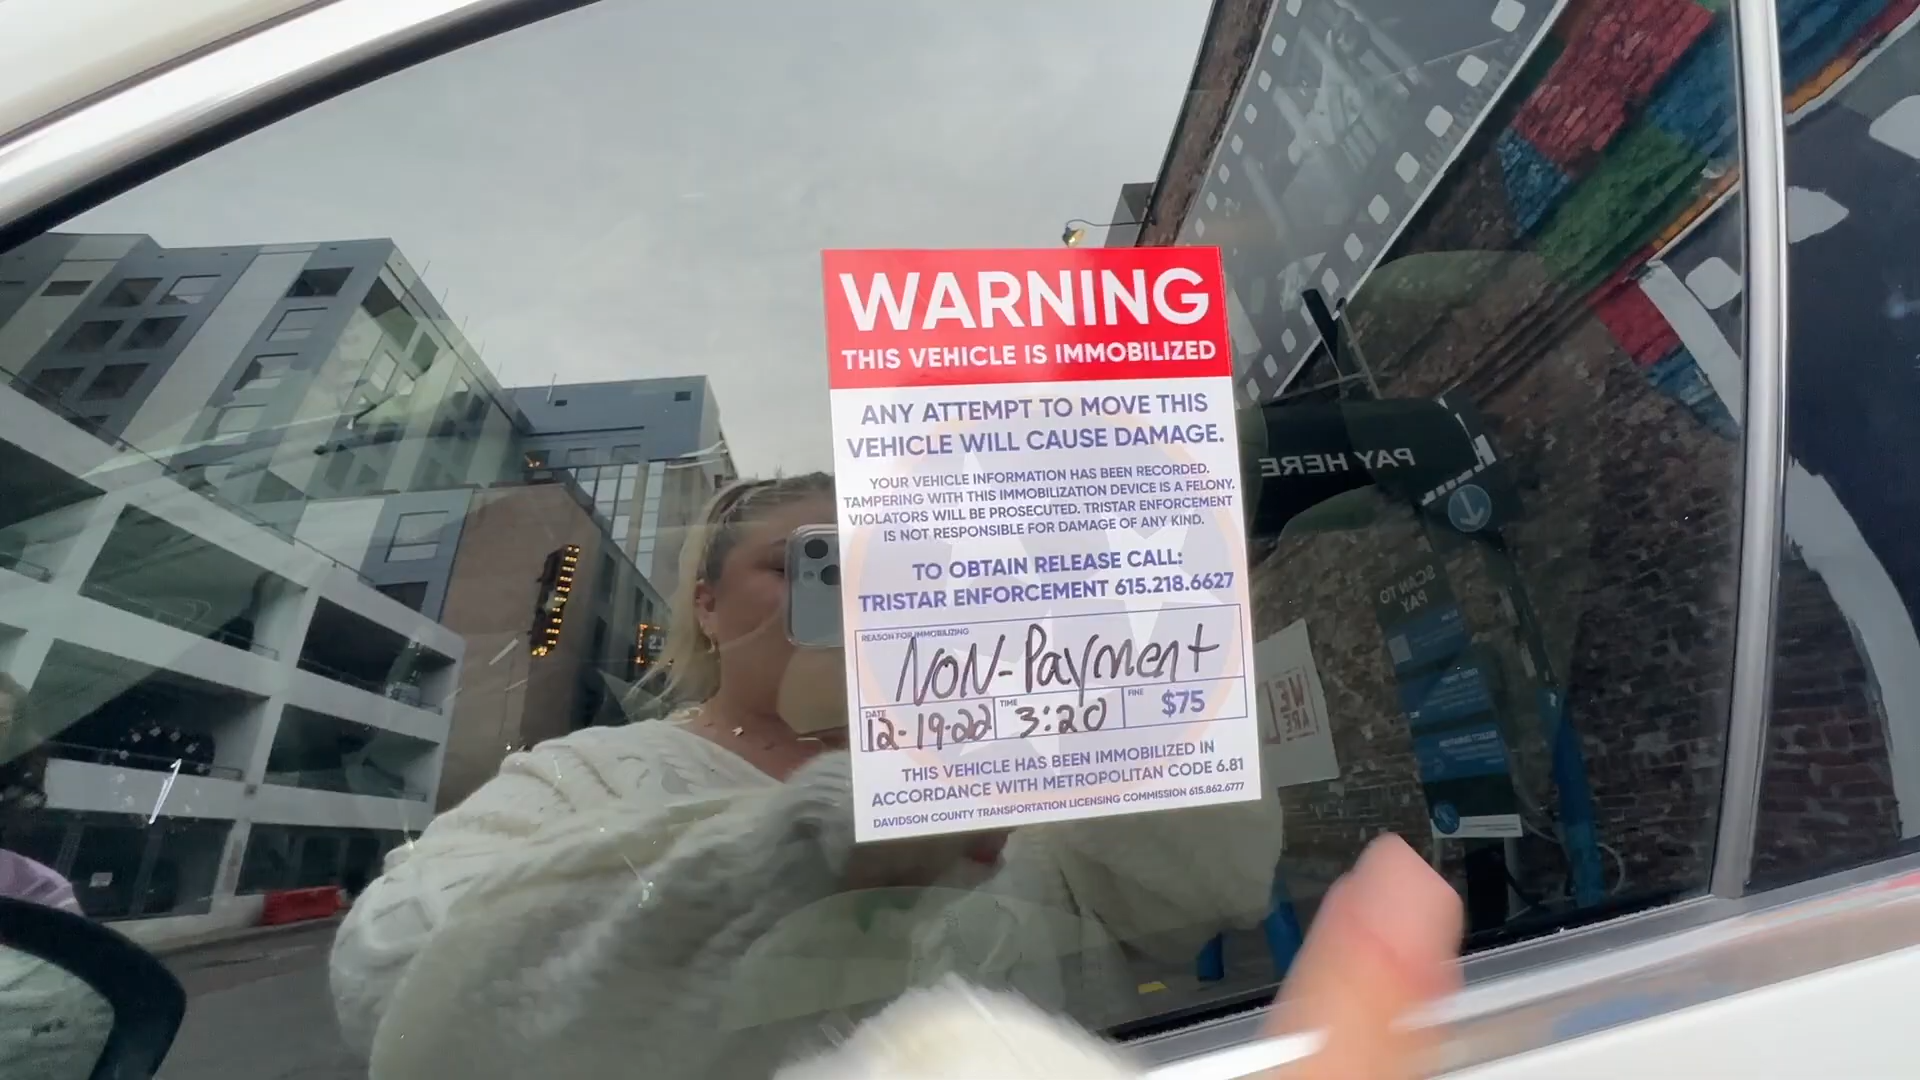 WARNING
THIS VEHICLE IS IMMOBILIZED
ANY ATTEMPT TO MOVE THIS
VEHICLE WILL CAUSE DAMAGE.
YOUR VEHICLE INFORMATION HAS BEEN RECORDED.
TAMPERING WITH THIS IMMOBILIZATION DEVICE IS A FELONY.
VIOLATORS WILL BE PROSECUTED. TRISTAR ENFORCEMENT
IS NOT RESPONSIBLE FOR DAMAGE OF ANY KIND.
TO OBTAIN RELEASE CALL:
TRISTAR ENFORCEMENT 615.218.6627
REASON FOR IMMOBILIZING
NON-Payment
DATE 12-19-22 TIME 3:20 FINE $75
THIS VEHICLE HAS BEEN IMMOBILIZED IN
ACCORDANCE WITH METROPOLITAN CODE 6.81
DAVIDSON COUNTY TRANSPORTATION LICENSING COMMISSION 615.862.6777
PAY HERE
SCAN TO
PAY
WE
ARE